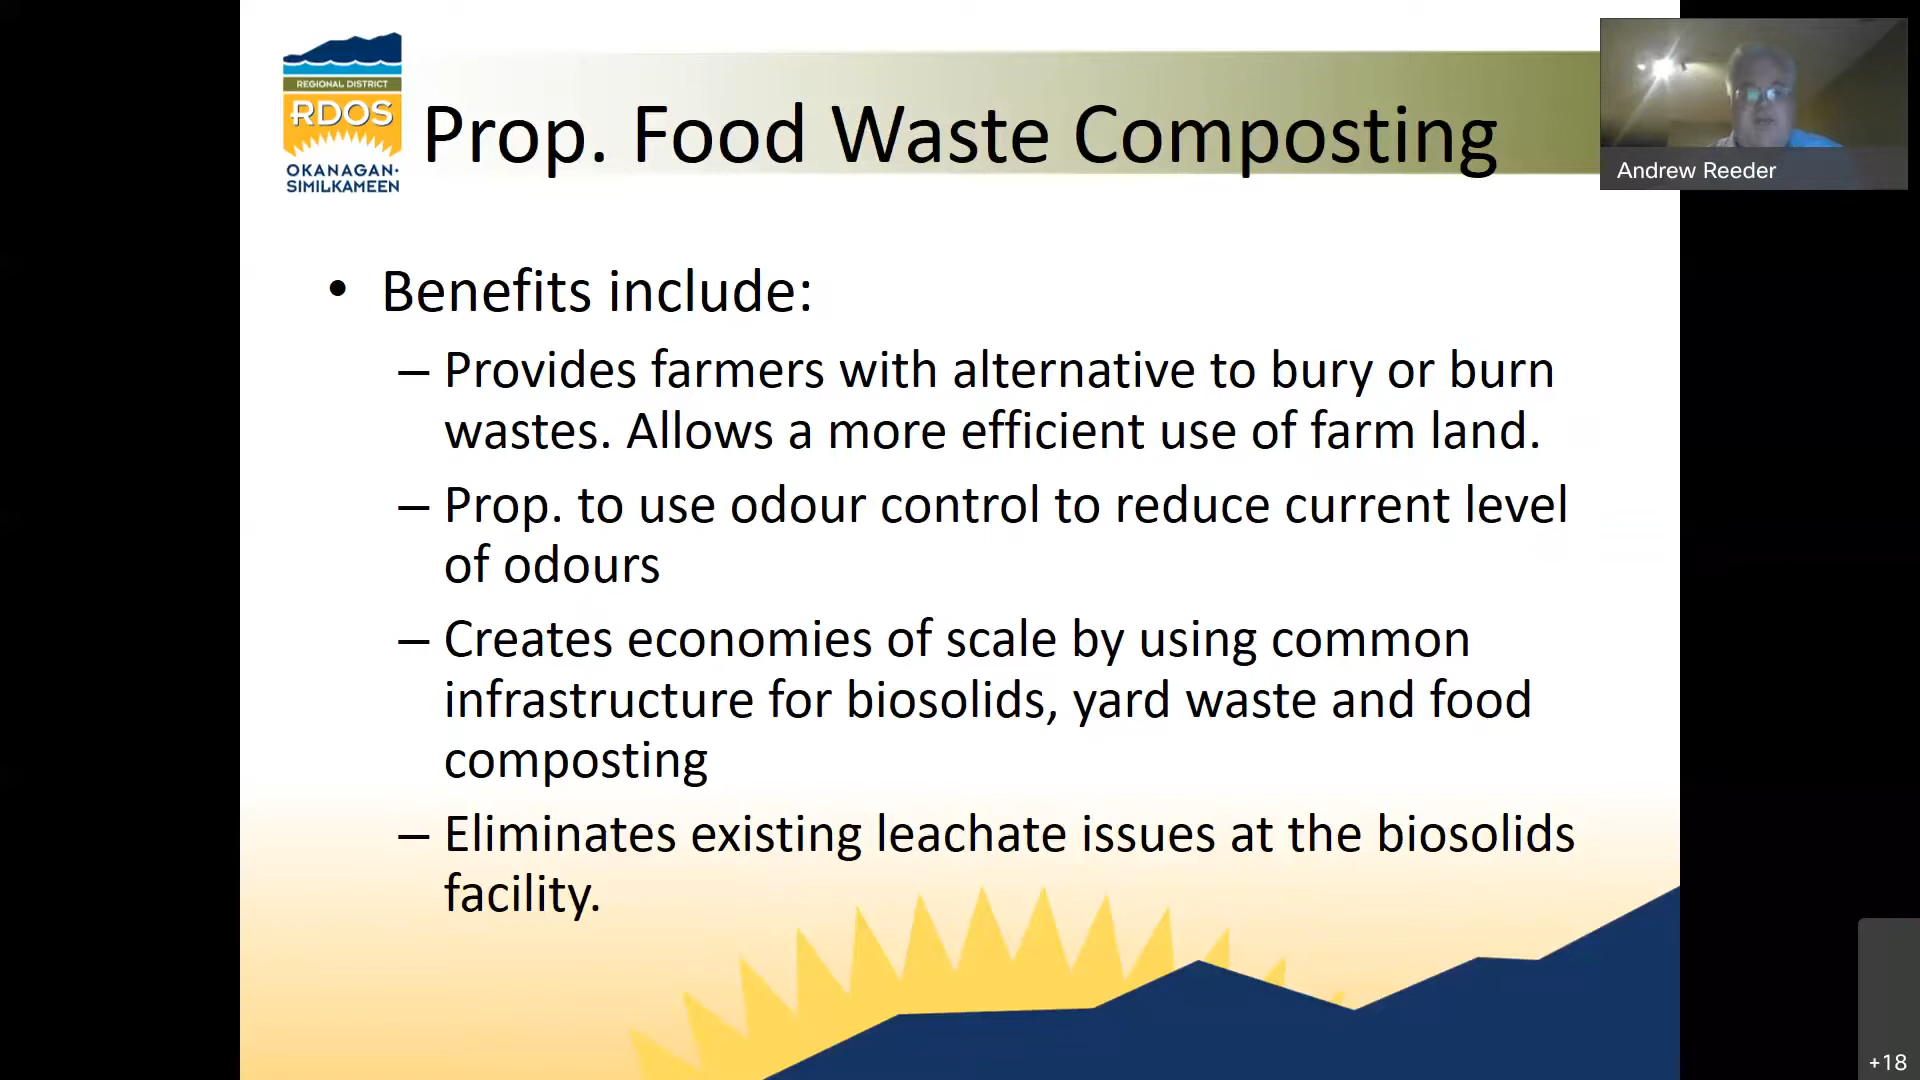 REGIONAL DISTRICT
RDOS
OKANAGAN-
SIMILKAMEEN
Prop. Food Waste Composting
Andrew Reeder
• Benefits include:
– Provides farmers with alternative to bury or burn
wastes. Allows a more efficient use of farm land.
– Prop. to use odour control to reduce current level
of odours
– Creates economies of scale by using common
infrastructure for biosolids, yard waste and food
composting
– Eliminates existing leachate issues at the biosolids
facility.
+18